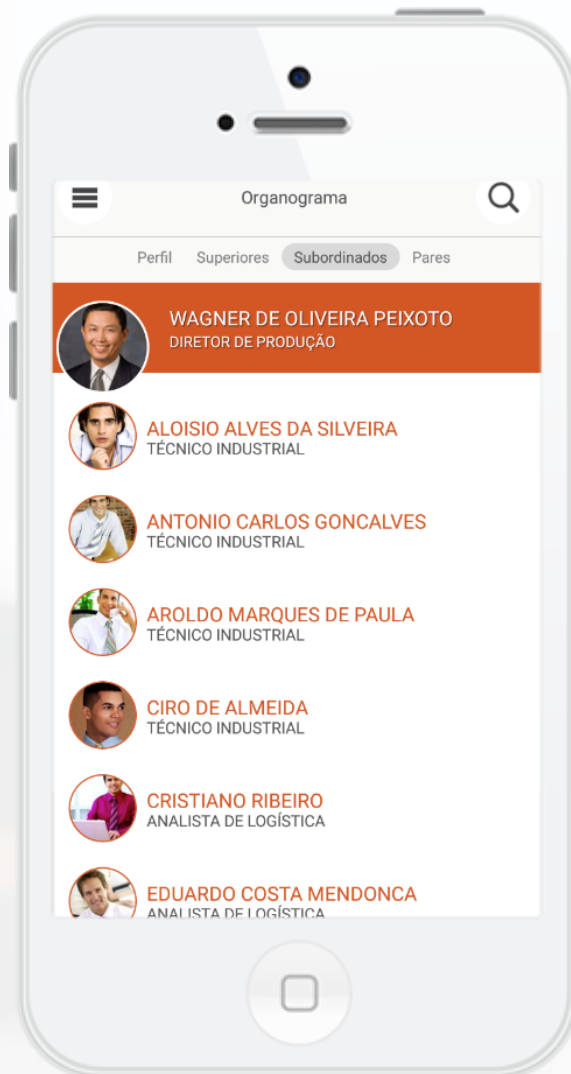 Organograma
Perfil Superiores Subordinados Pares
WAGNER DE OLIVEIRA PEIXOTO
DIRETOR DE PRODUÇÃO
ALOISIO ALVES DA SILVEIRA
TÉCNICO INDUSTRIAL
ANTONIO CARLOS GONCALVES
TÉCNICO INDUSTRIAL
AROLDO MARQUES DE PAULA
TÉCNICO INDUSTRIAL
CIRO DE ALMEIDA
TÉCNICO INDUSTRIAL
CRISTIANO RIBEIRO
ANALISTA DE LOGÍSTICA
EDUARDO COSTA MENDONCA
ANALISTA DE LOGÍSTICA